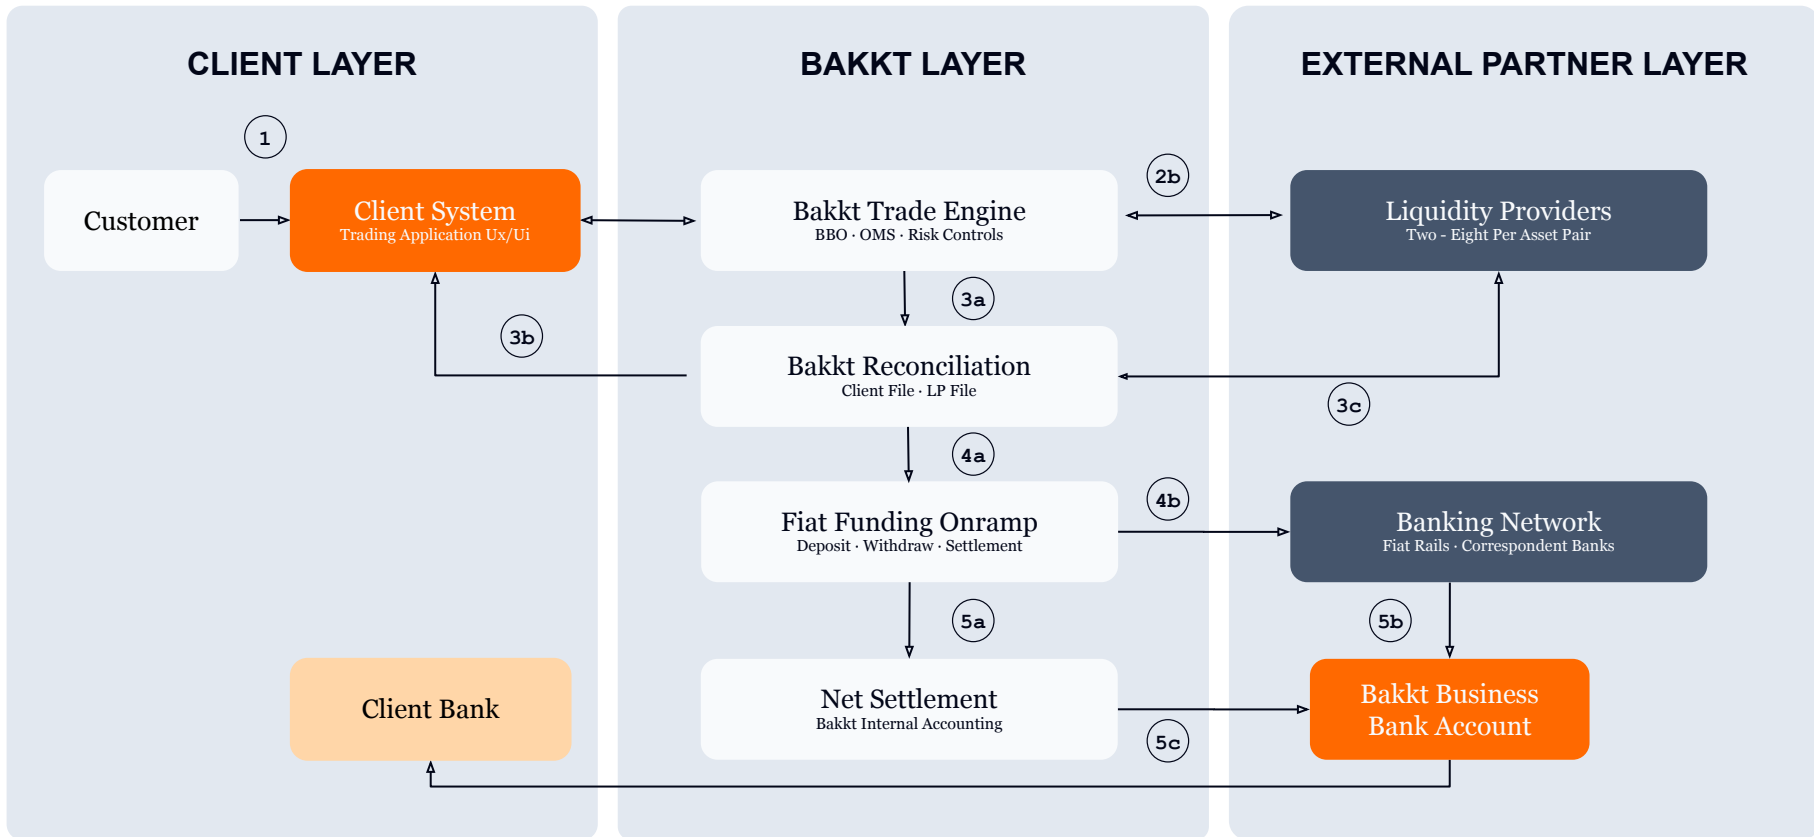 CLIENT LAYER
BAKKT LAYER
EXTERNAL PARTNER LAYER
1
2b
Customer
Client System
Trading Application Ux/Ui
Bakkt Trade Engine
BBO · OMS · Risk Controls
Liquidity Providers
Two - Eight Per Asset Pair
3a
3b
Bakkt Reconciliation
Client File · LP File
3c
4a
4b
Fiat Funding Onramp
Deposit · Withdraw · Settlement
Banking Network
Fiat Rails · Correspondent Banks
5a
5b
Client Bank
Net Settlement
Bakkt Internal Accounting
Bakkt Business
Bank Account
5c